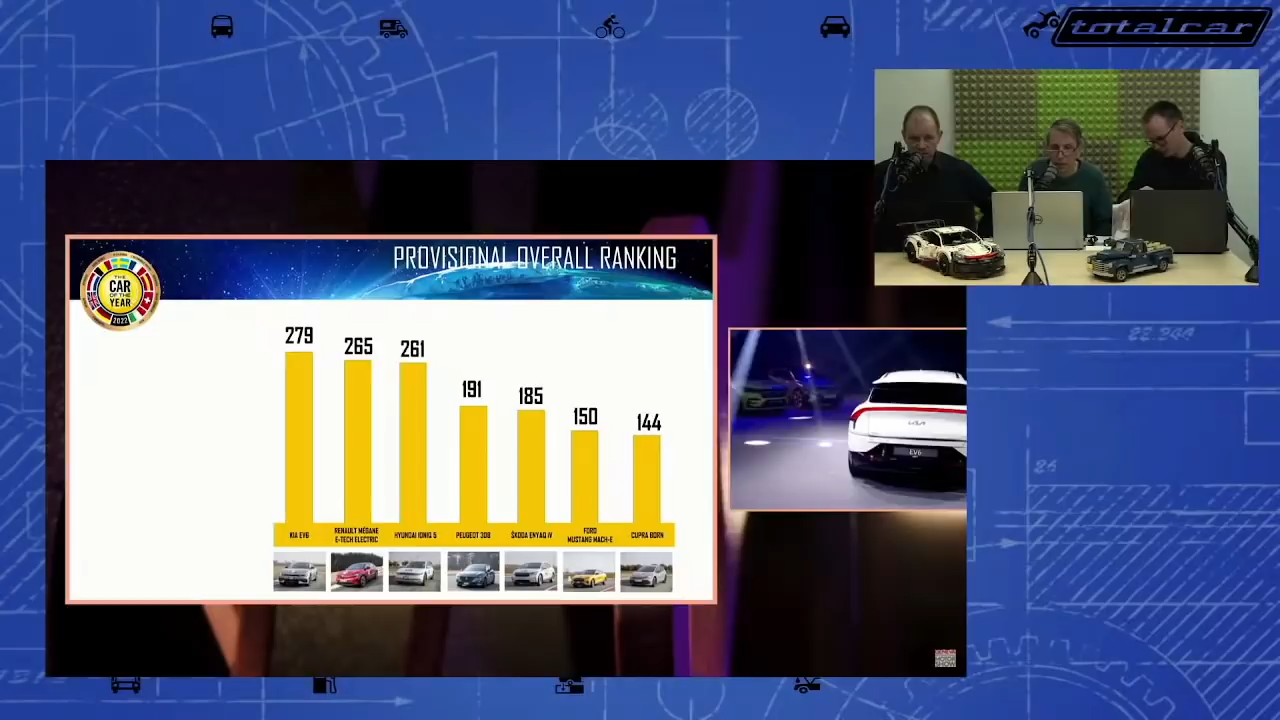 totalcar
PROVISIONAL OVERALL RANKING
THE
CAR
OF THE
YEAR
2022
279
265
261
191
185
150
144
KIA EV6
RENAULT MÉGANE
E-TECH ELECTRIC
HYUNDAI IONIQ 5
PEUGEOT 308
ŠKODA ENYAQ IV
FORD
MUSTANG MACH-E
CUPRA BORN
KIA
EV6